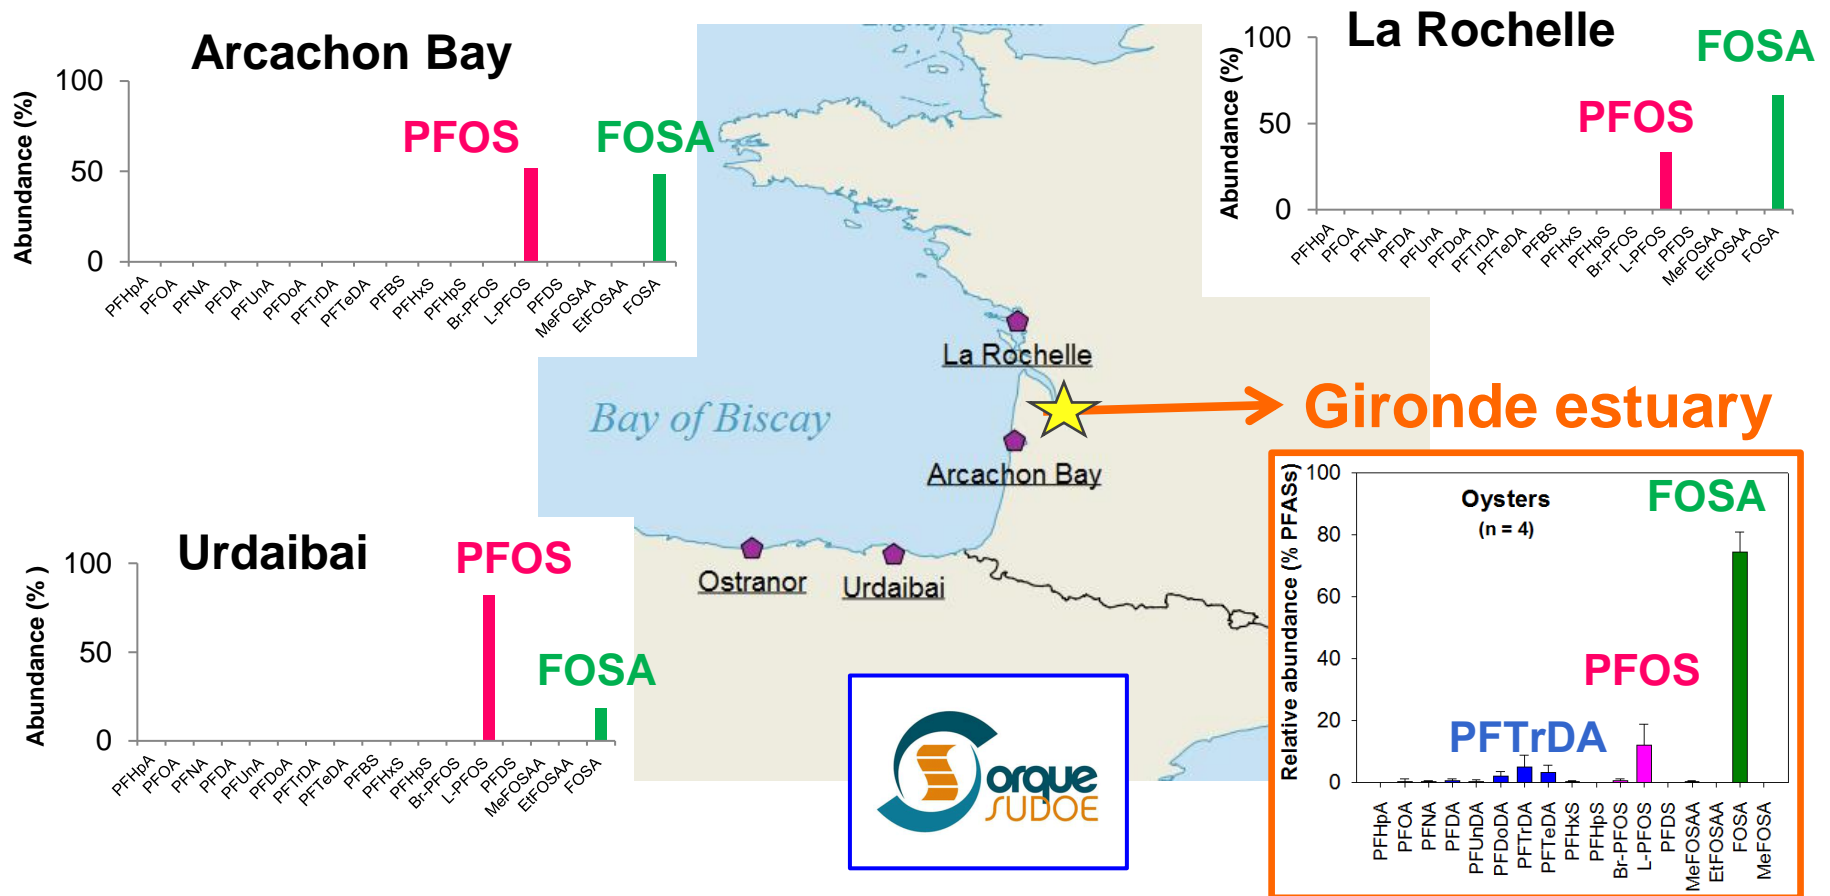 English Channel
Arcachon Bay
Abundance (%)
100
50
0
PFOS
FOSA
PFHpA
PFOA
PFNA
PFDA
PFUnA
PFDoA
PFTrDA
PFTeDA
PFBS
PFHxS
PFHpS
Br-PFOS
L-PFOS
PFDS
MeFOSAA
EtFOSAA
FOSA
La Rochelle
Abundance (%)
100
50
0
PFOS
FOSA
PFHpA
PFOA
PFNA
PFDA
PFUnA
PFDoA
PFTrDA
PFTeDA
PFBS
PFHxS
PFHpS
Br-PFOS
L-PFOS
PFDS
MeFOSAA
EtFOSAA
FOSA
La Rochelle
Bay of Biscay
Arcachon Bay
Ostranor
Urdaibai
Gironde estuary
Urdaibai
Abundance (% )
100
50
0
PFOS
FOSA
PFHpA
PFOA
PFNA
PFDA
PFUnA
PFDoA
PFTrDA
PFTeDA
PFBS
PFHxS
PFHpS
Br-PFOS
L-PFOS
PFDS
MeFOSAA
EtFOSAA
FOSA
orque
SUDOE
Relative abundance (% PFASs)
100
80
60
40
20
0
Oysters
(n = 4)
FOSA
PFOS
PFTrDA
PFHpA
PFOA
PFNA
PFDA
PFUnDA
PFDoDA
PFTrDA
PFTeDA
PFHxS
PFHpS
Br-PFOS
L-PFOS
PFDS
MeFOSAA
EtFOSAA
FOSA
MeFOSA